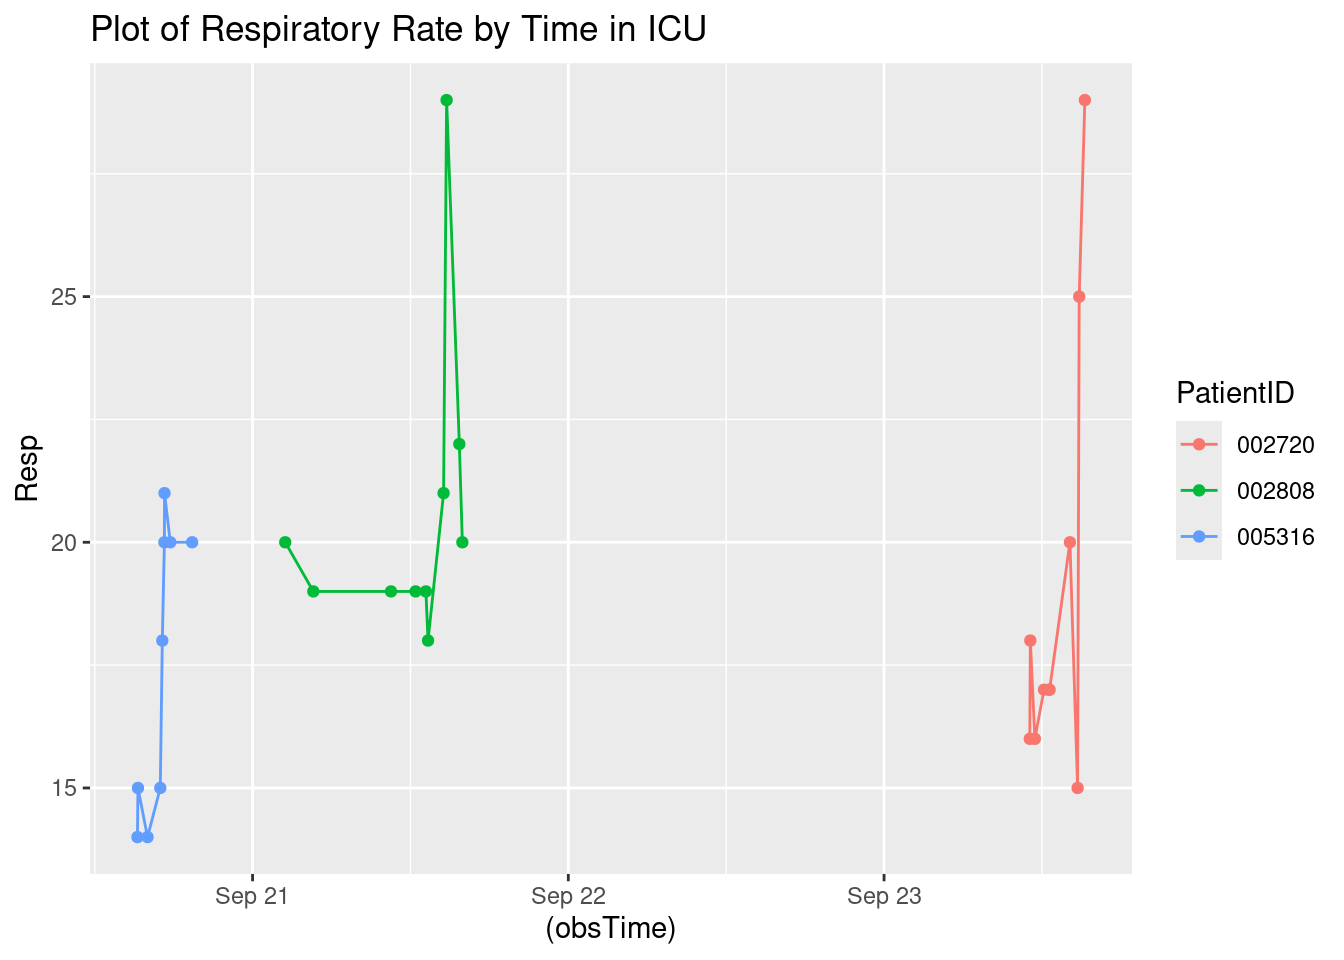 Plot of Respiratory Rate by Time in ICU
Resp
25
20
15
Sep 21
Sep 22
Sep 23
(obsTime)
PatientID
002720
002808
005316